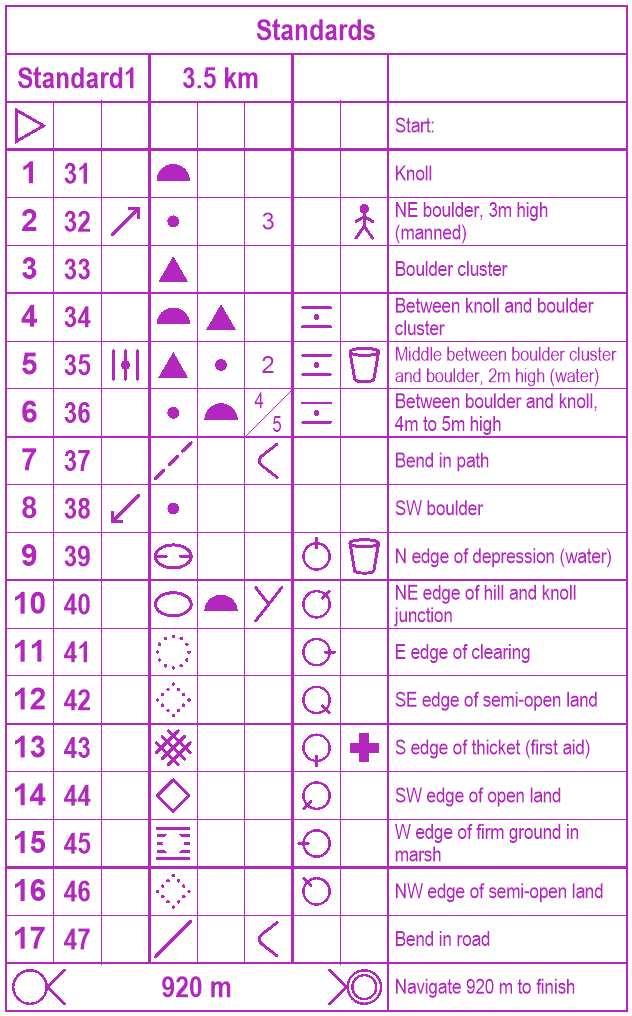 Standards
Standard1 3.5 km
Start:
1 31 Knoll
2 32 3 NE boulder, 3m high
(manned)
3 33 Boulder cluster
4 34 Between knoll and boulder
cluster
5 35 2 Middle between boulder cluster
and boulder, 2m high (water)
6 36 4 5 Between boulder and knoll,
4m to 5m high
7 37 Bend in path
8 38 SW boulder
9 39 N edge of depression (water)
10 40 NE edge of hill and knoll
junction
11 41 E edge of clearing
12 42 SE edge of semi-open land
13 43 S edge of thicket (first aid)
14 44 SW edge of open land
15 45 W edge of firm ground in
marsh
16 46 NW edge of semi-open land
17 47 Bend in road
920 m Navigate 920 m to finish